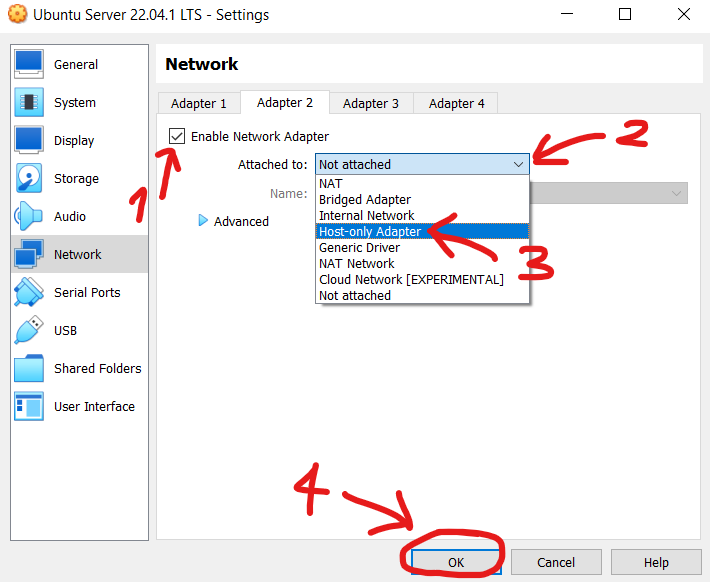 Ubuntu Server 22.04.1 LTS - Settings
General
System
Display
Storage
Audio
Network
Serial Ports
USB
Shared Folders
User Interface
Network
Adapter 1 Adapter 2 Adapter 3 Adapter 4
Enable Network Adapter
1
Attached to: Not attached
2
Name:
Advanced
NAT
Bridged Adapter
Internal Network
Host-only Adapter
3
Generic Driver
NAT Network
Cloud Network [EXPERIMENTAL]
Not attached
4
OK Cancel Help